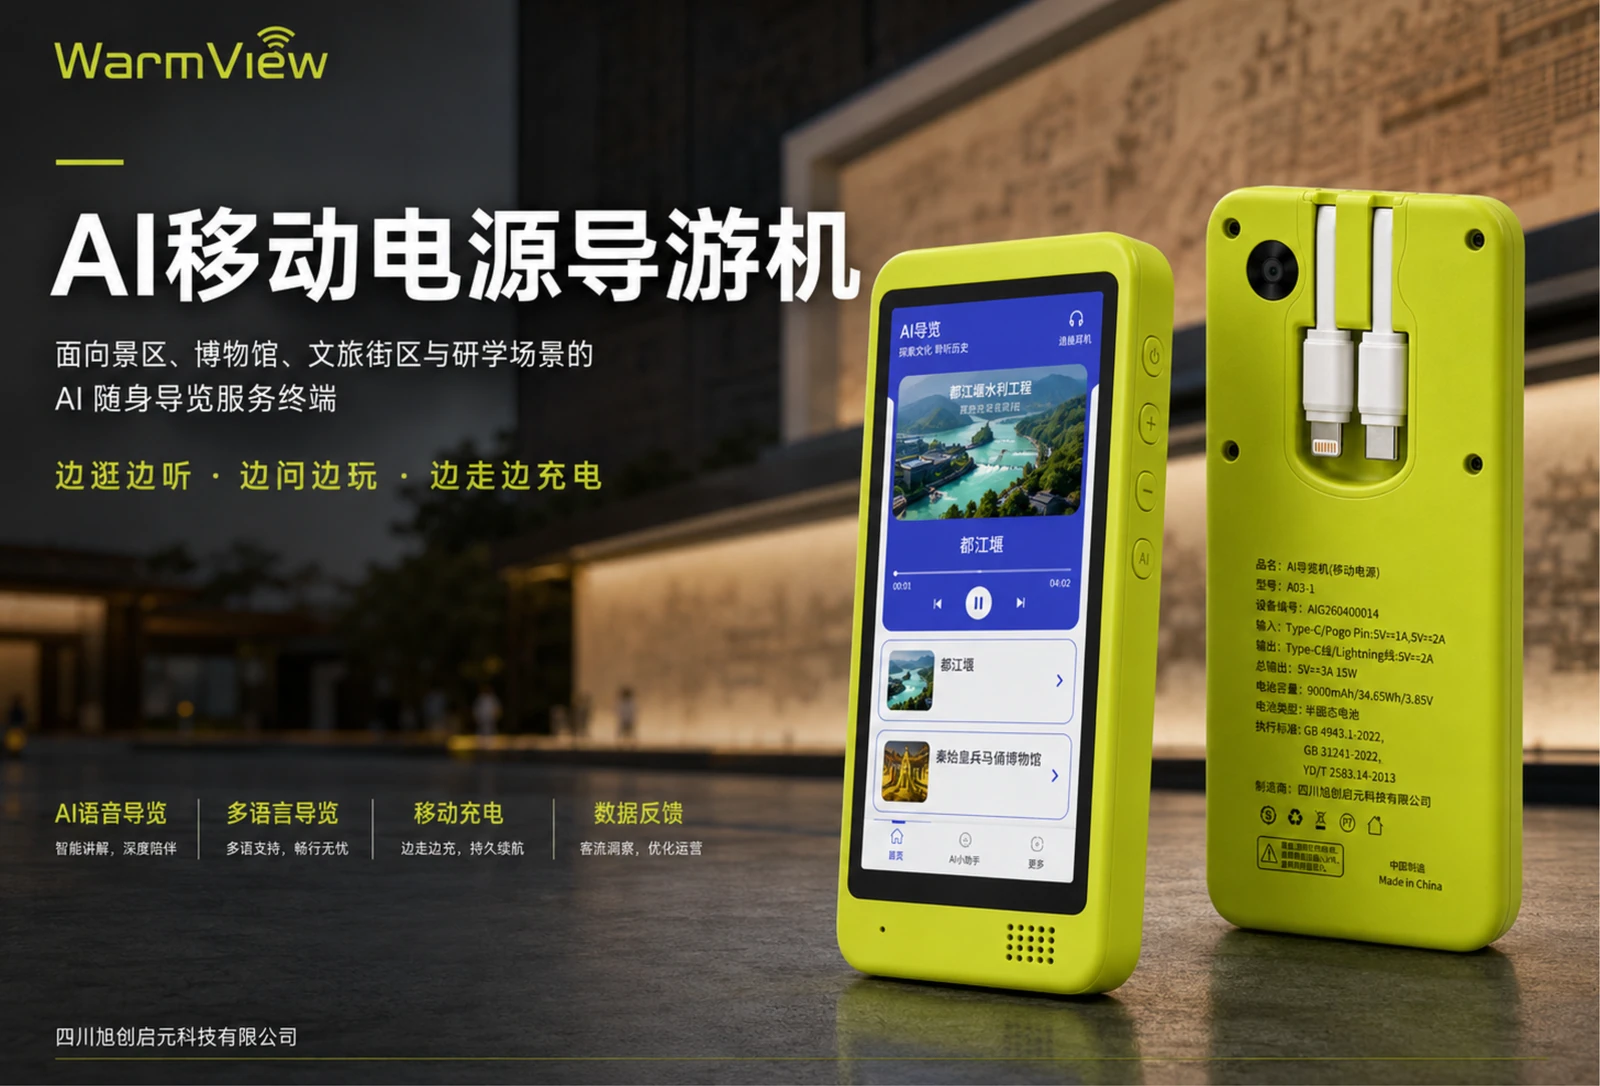 WarmView
AI移动电源导游机
面向景区、博物馆、文旅街区与研学场景的
AI 随身导览服务终端
边逛边听 · 边问边玩 · 边走边充电
AI语音导览
智能讲解，深度陪伴
多语言导览
多语支持，畅行无忧
移动充电
边走边充，持久续航
数据反馈
客流洞察，优化运营
四川旭创启元科技有限公司
AI导览
探索文化 聆听历史
连接耳机
都江堰水利工程
都江堰
00:01
04:02
都江堰
秦始皇兵马俑博物馆
首页
AI小助手
更多
AI
品名：AI导览机(移动电源)
型号：A03-1
设备编号：AIG260400014
输入：Type-C/Pogo Pin:5V==1A,5V==2A
输出：Type-C线/Lightning线:5V==2A
总输出：5V==3A 15W
电池容量：9000mAh/34.65Wh/3.85V
电池类型：半固态电池
执行标准：GB 4943.1-2022,
GB 31241-2022,
YD/T 2583.14-2013
制造商：四川旭创启元科技有限公司
中国制造
Made in China